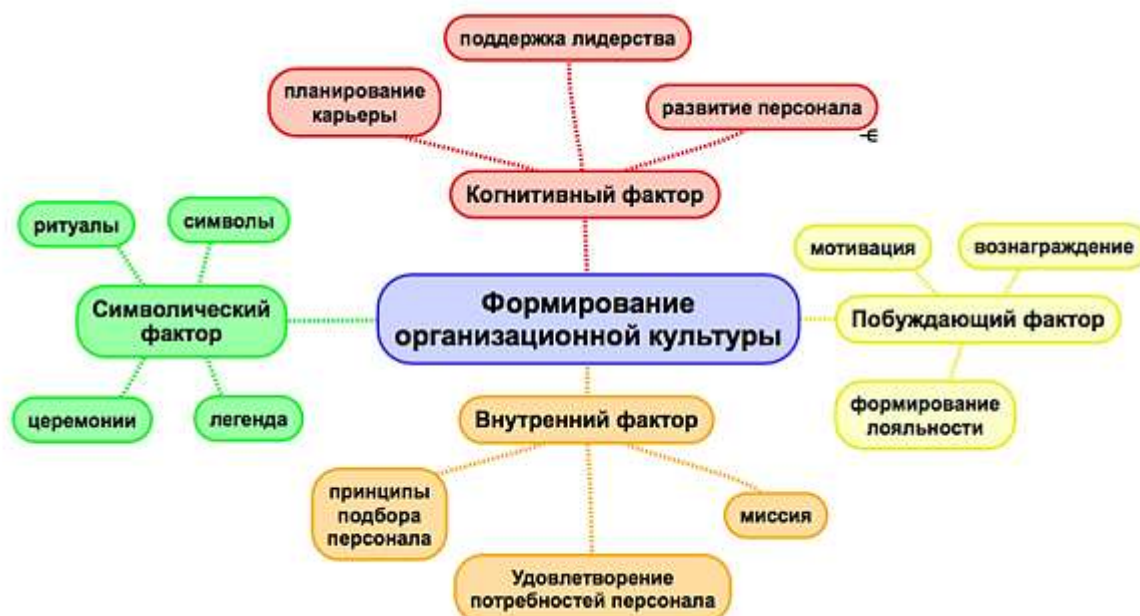 поддержка лидерства
планирование
карьеры
развитие персонала
Когнитивный фактор
ритуалы
символы
Символический
фактор
церемонии
легенда
Формирование
организационной культуры
мотивация
вознаграждение
Побуждающий фактор
формирование
лояльности
Внутренний фактор
принципы
подбора
персонала
миссия
Удовлетворение
потребностей персонала